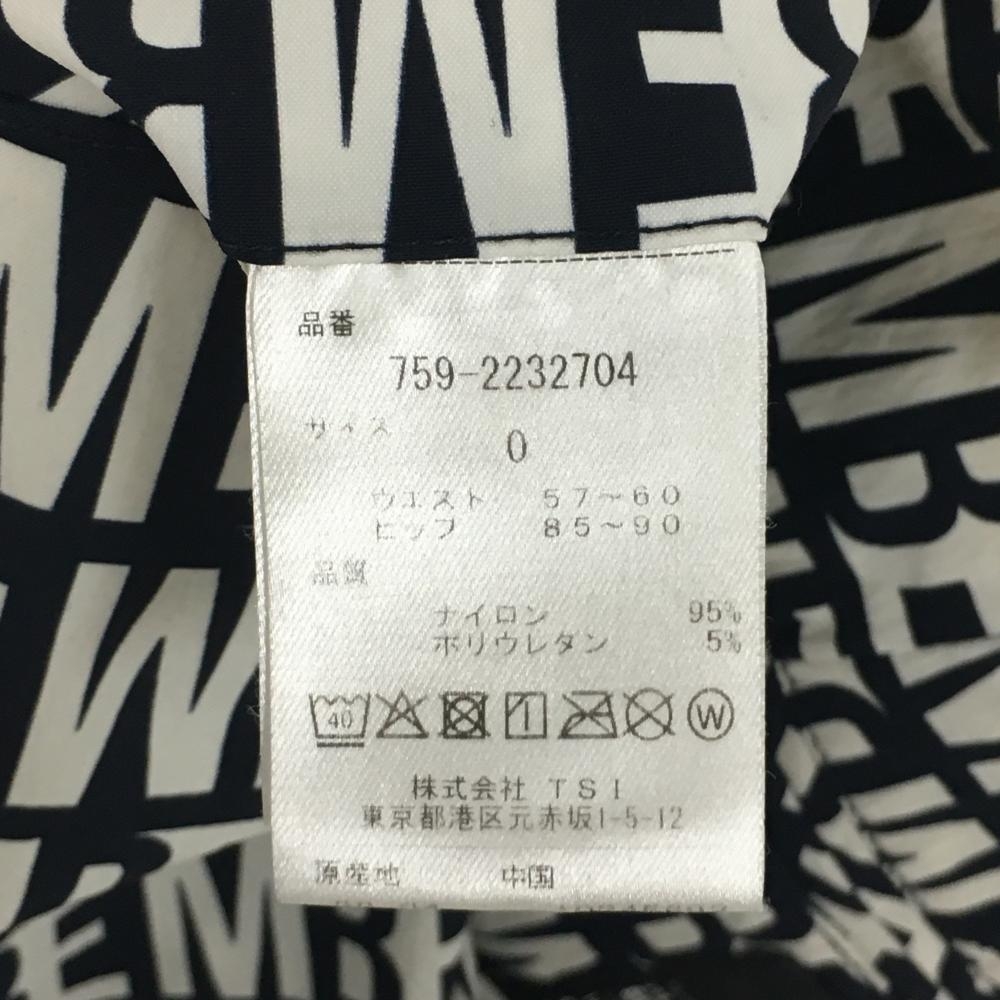 品番
759-2232704
サイズ 0
ウエスト 57~60
ヒップ 85~90
品質
ナイロン 95%
ポリウレタン 5%
40 W
株式会社 TSI
東京都港区元赤坂1-5-12
原産地 中国